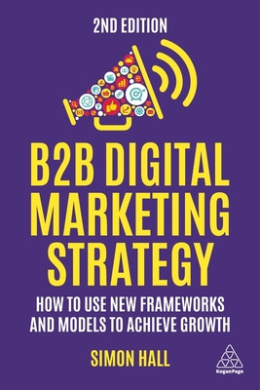 2ND EDITION
B2B DIGITAL
MARKETING
STRATEGY
HOW TO USE NEW FRAMEWORKS
AND MODELS TO ACHIEVE GROWTH
SIMON HALL
KoganPage